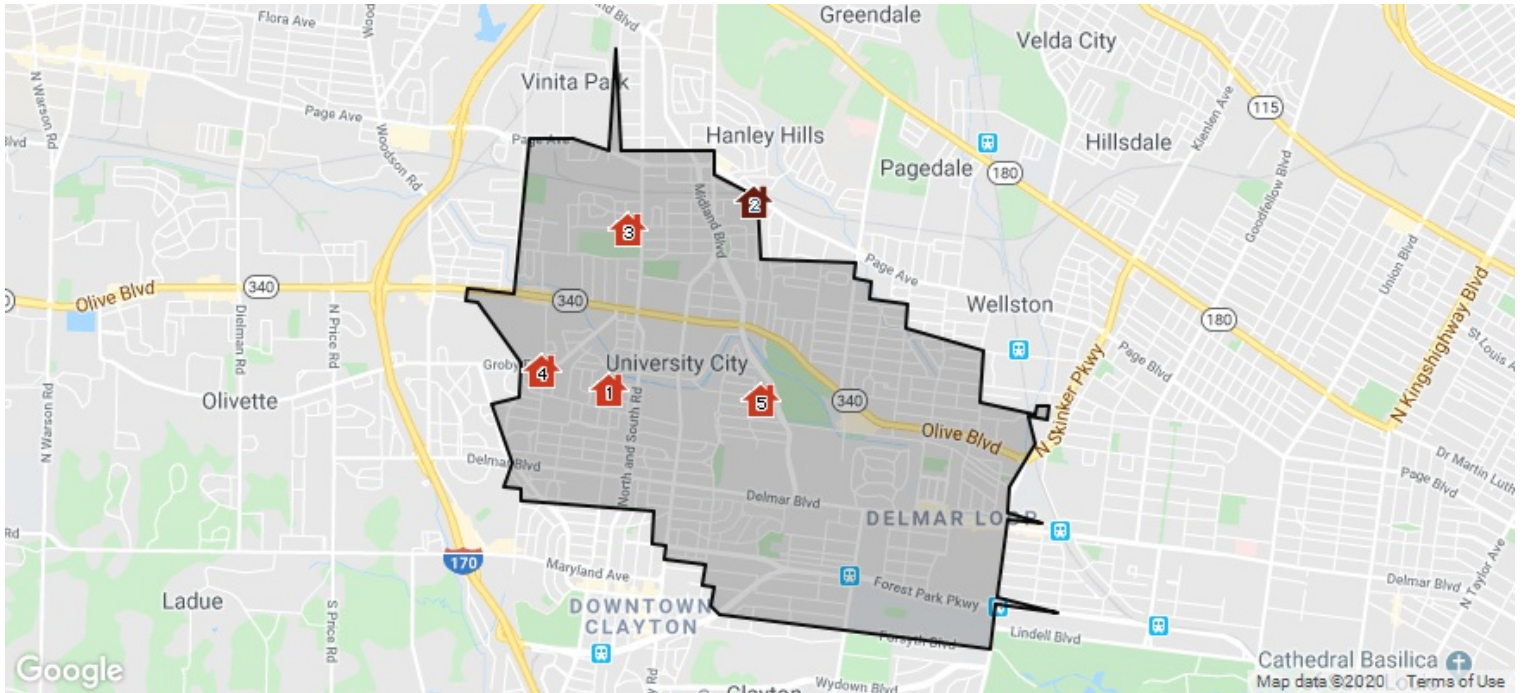 Flora Ave
Greendale
Velda City
Vinita Park
N Warson Rd
Page Ave
Woodson Rd
Page Ave
Hanley Hills
Pagedale
Hillsdale
Kienlen Ave
115
180
Goodfellow Blvd
Union Blvd
N Kingshighway Blvd
2
3
Midland Blvd
Page Ave
Wellston
Olive Blvd
340
340
180
Dielman Rd
N Price Rd
University City
4
1
5
340
Page Blvd
N Skinker Pkwy
Olivette
North and South Rd
Olive Blvd
N Warson Rd
Delmar Blvd
Delmar Blvd
DELMAR LOOP
Page Blvd
170
Maryland Ave
Forest Park Pkwy
Delmar Blvd
N Taylor Ave
Ladue
S Price Rd
DOWNTOWN
CLAYTON
Forsyth Blvd
Lindell Blvd
Cathedral Basilica
Wydown Blvd
Clayton
Google
Map data ©2020
Terms of Use